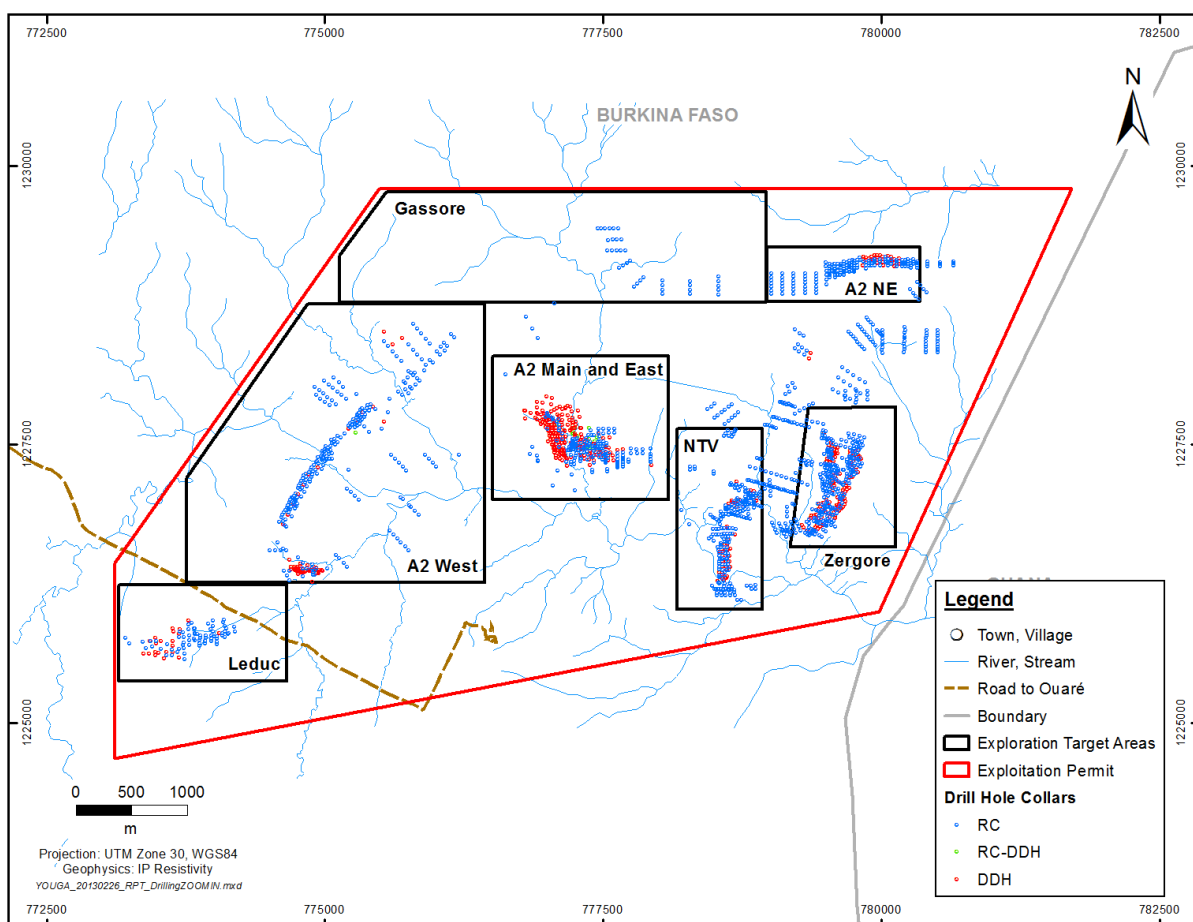 772500
775000
777500
780000
782500
N
BURKINA FASO
1230000
1230000
Gassore
A2 NE
A2 Main and East
1227500
1227500
NTV
A2 West
Zergore
GHANA
Leduc
1225000
1225000
Legend
Town, Village
River, Stream
Road to Ouaré
Boundary
Exploration Target Areas
Exploitation Permit
Drill Hole Collars
RC
RC-DDH
DDH
0 500 1000
m
Projection: UTM Zone 30, WGS84
Geophysics: IP Resistivity
YOUGA_20130226_RPT_DrillingZOOMIN.mxd
772500
775000
777500
780000
782500